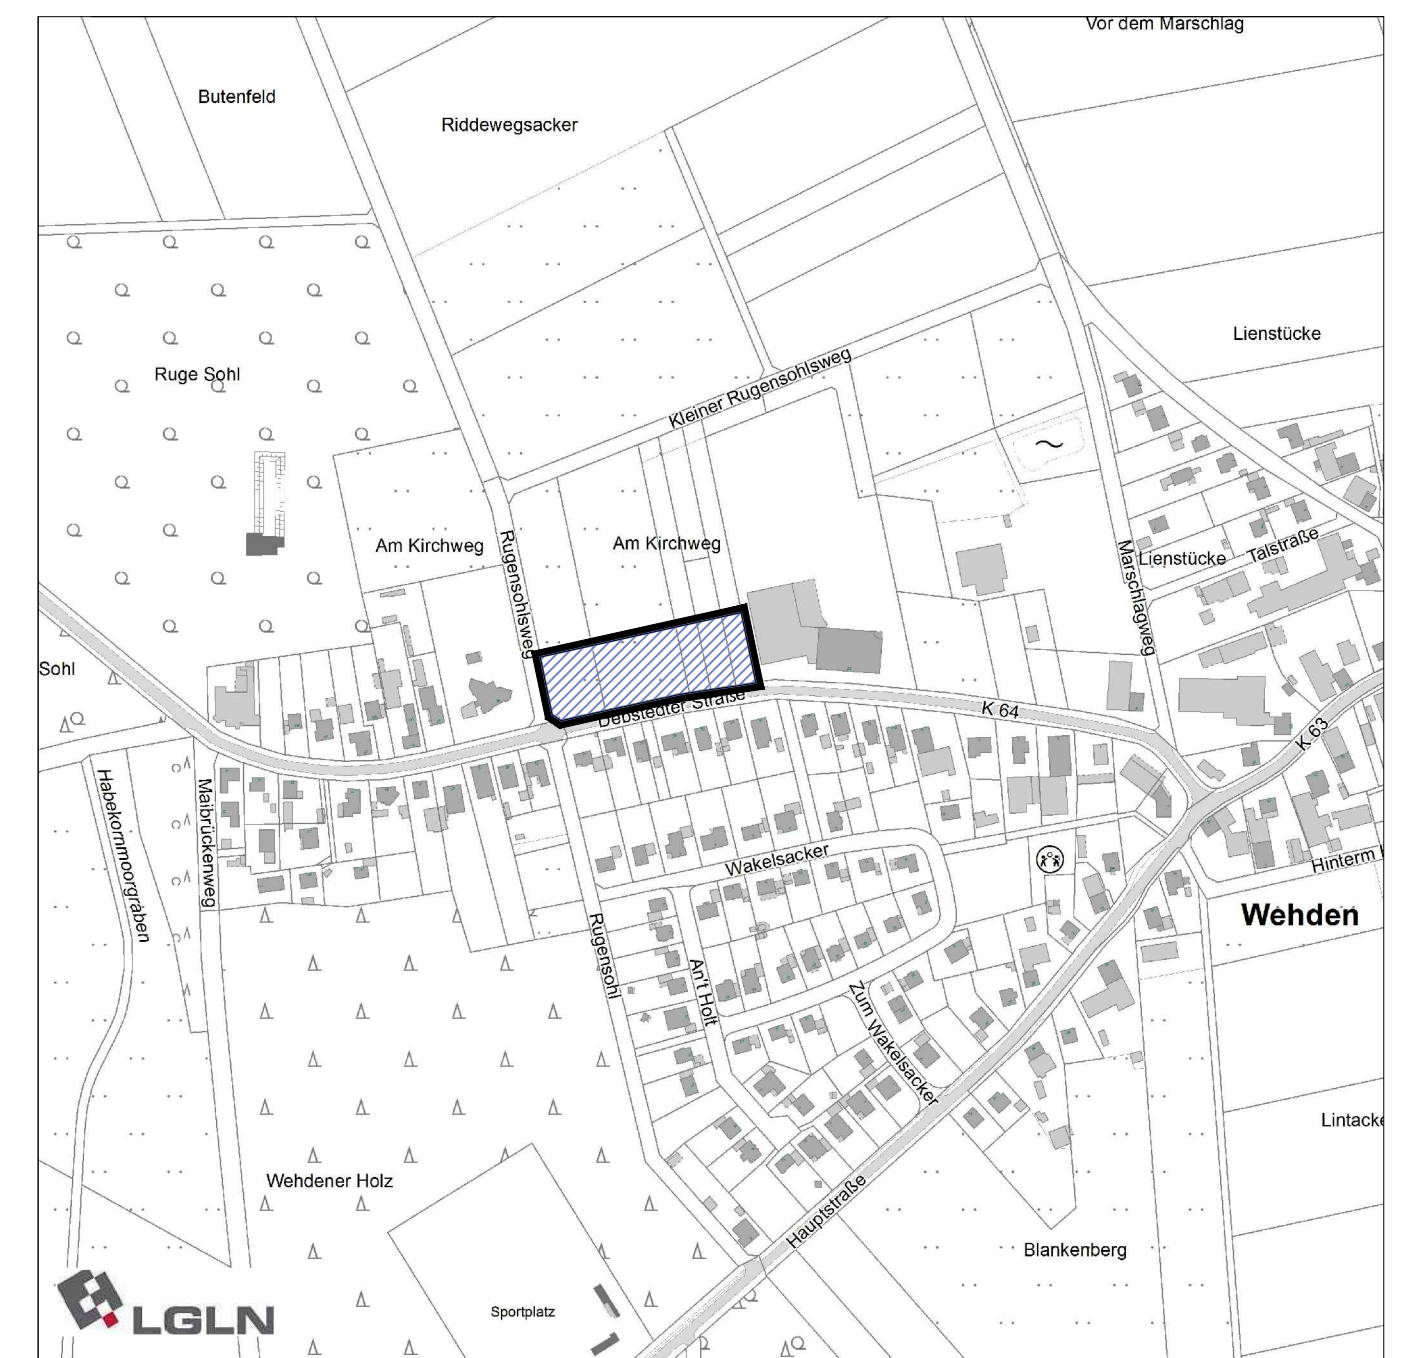 Vor dem Marschlag
Butenfeld
Riddewegsacker
Lienstücke
Ruge Sohl
Kleiner Rugensohlsweg
Am Kirchweg
Rugensohlsweg
Am Kirchweg
Marschlagweg
Lienstücke
Talstraße
Sohl
Debstedter Straße
K 64
K 63
Habekornmoorgraben
Maibrückenweg
Wakelsacker
Hinterm
Wehden
Rugensohl
An't Holt
Zum Wakelsacker
Lintacke
Wehdener Holz
Hauptstraße
Blankenberg
Sportplatz
LGLN